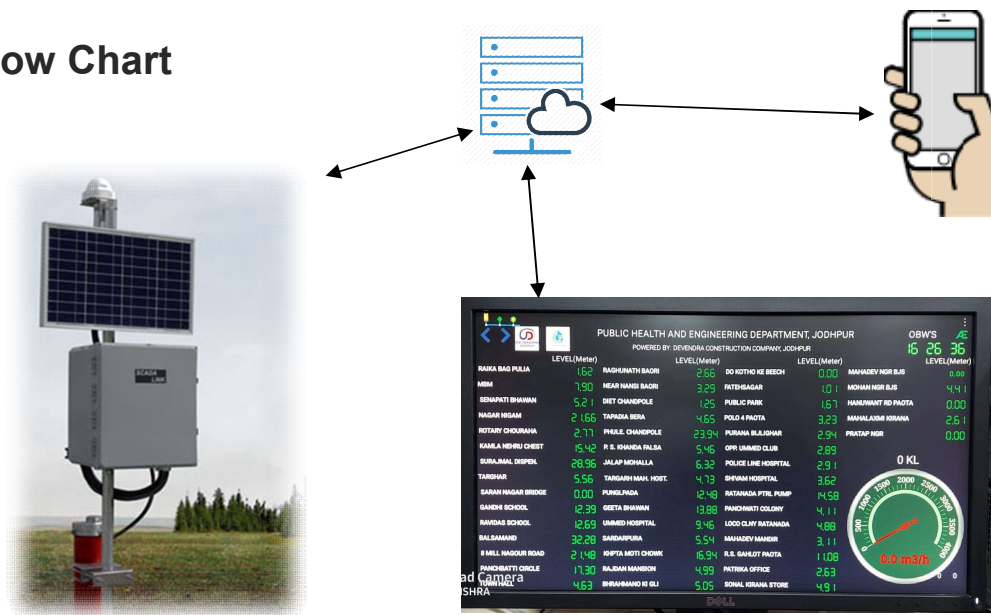 ow Chart
SCADA
LINK
PUBLIC HEALTH AND ENGINEERING DEPARTMENT, JODHPUR
POWERED BY: DEVENDRA CONSTRUCTION COMPANY, JODHPUR
OBW'S Æ
16 26 36
LEVEL(Meter) LEVEL(Meter) LEVEL(Meter) LEVEL(Meter)
RAIKA BAG PULIA 1.62 RAGHUNATH BAORI 2.66 DO KOTHO KE BEECH 0.00 MAHADEV NGR BJS 0.00
MBM 7.90 NEAR NANSI BAORI 3.29 FATEHSAGAR 1.01 MOHAN NGR BJS 4.41
SENAPATI BHAWAN 5.21 DIET CHANDPOLE 1.25 PUBLIC PARK 1.67 HANUWANT RD PAOTA 0.00
NAGAR NIGAM 21.66 TAPADIA BERA 4.65 POLO 4 PAOTA 3.23 MAHALAXMI KIRANA 2.61
ROTARY CHOURAHA 2.77 PHULE. CHANDPOLE 23.94 PURANA BIJLIGHAR 2.94 PRATAP NGR 0.00
KAMLA NEHRU CHEST 15.42 P. S. KHANDA FALSA 5.46 OPP. UMMED CLUB 2.89
SURAJMAL DISPEN. 28.96 JALAP MOHALLA 6.32 POLICE LINE HOSPITAL 2.91
TARGHAR 5.56 TARGARH MAH. HOST. 4.73 SHIVAM HOSPITAL 3.62
SARAN NAGAR BRIDGE 0.00 PUNGLPADA 12.48 RATANADA PTRL PUMP 14.58
GANDHI SCHOOL 12.39 GEETA BHAWAN 13.88 PANCHWATI COLONY 4.11
RAVIDAS SCHOOL 12.69 UMMED HOSPITAL 9.46 LOCO CLNY RATANADA 4.88
BALSAMAND 32.28 SARDARPURA 5.54 MAHADEV MANDIR 3.11
8 MILL NAGOUR ROAD 21.48 KHPTA MOTI CHOWK 16.94 R.S. GAHLOT PAOTA 11.08
PANCHBATTI CIRCLE 17.30 RAJDAN MANSION 4.99 PATRIKA OFFICE 2.63
TOWN HALL 4.63 BHRAHMANO KI GLI 5.05 SONAL KIRANA STORE 4.91
0 KL
0 500 1000 1500 2000 2500 3000 3500 4000
0.0 m3/h
0 0
ad Camera
ISHRA
DELL